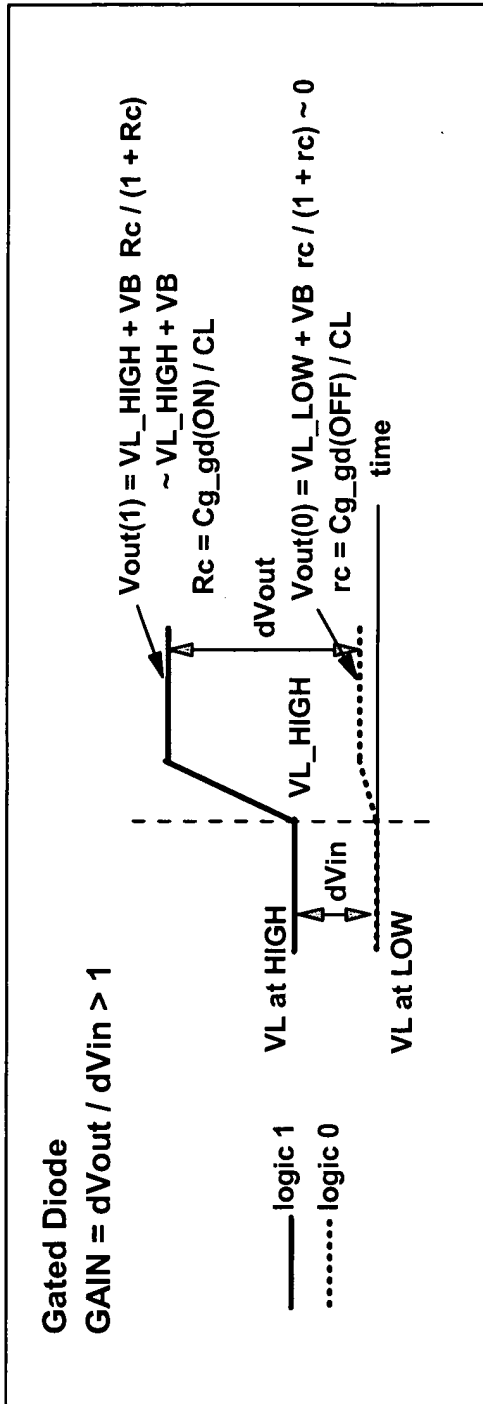 Gated Diode
GAIN = dVout / dVin > 1
logic 1
logic 0
VL at HIGH
dVin
VL at LOW
VL_HIGH
dVout
time
Vout(1) = VL_HIGH + VB Rc / (1 + Rc)
~ VL_HIGH + VB
Rc = Cg_gd(ON) / CL
Vout(0) = VL_LOW + VB rc / (1 + rc) ~ 0
rc = Cg_gd(OFF) / CL